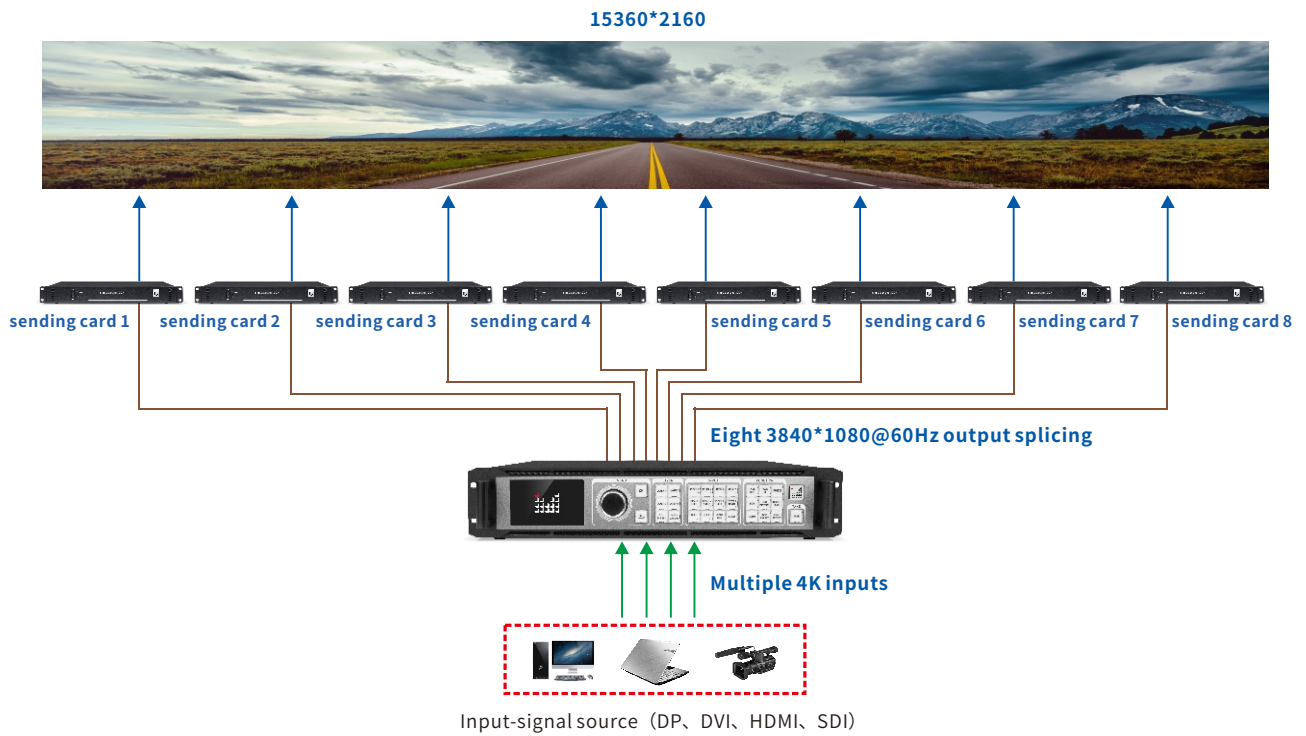 15360*2160
sending card 1
sending card 2
sending card 3
sending card 4
sending card 5
sending card 6
sending card 7
sending card 8
Eight 3840*1080@60Hz output splicing
Multiple 4K inputs
Input-signal source（DP、DVI、HDMI、SDI）